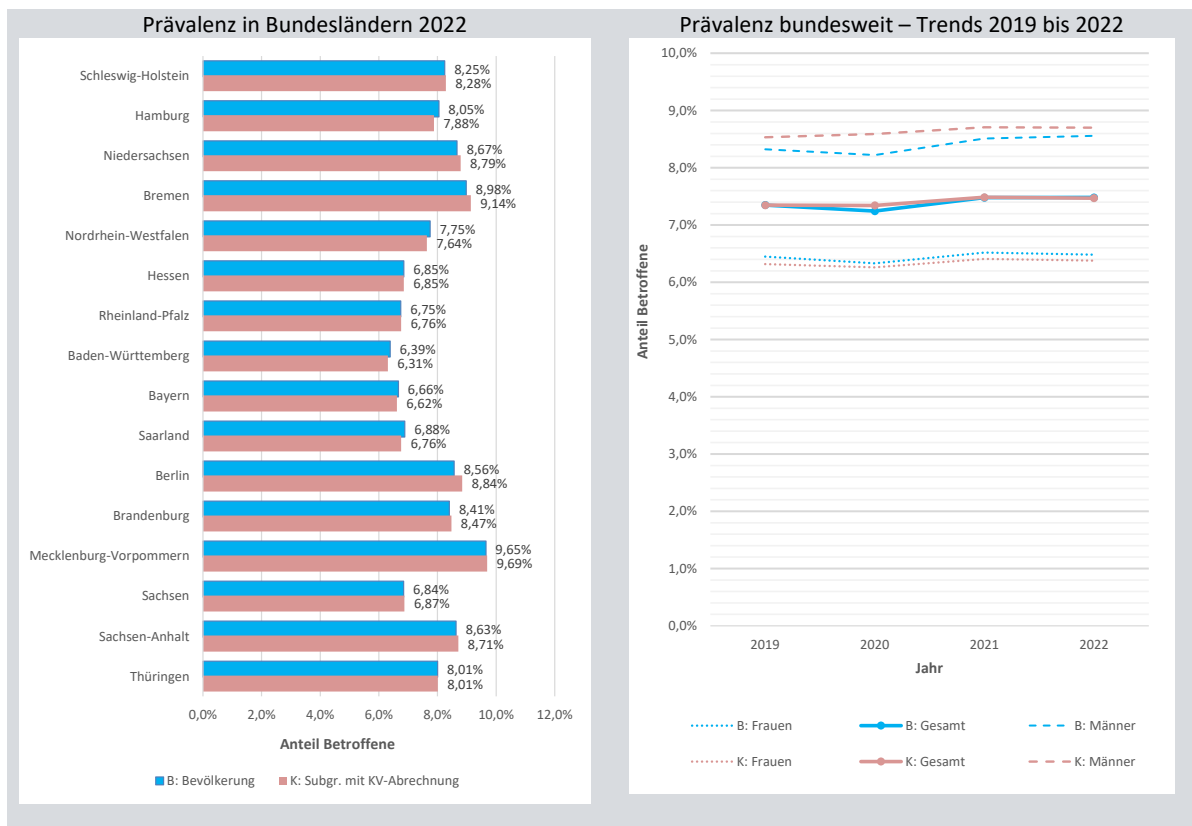 Prävalenz in Bundesländern 2022
Schleswig-Holstein
8,25%
8,28%
Hamburg
8,05%
7,88%
Niedersachsen
8,67%
8,79%
Bremen
8,98%
9,14%
Nordrhein-Westfalen
7,75%
7,64%
Hessen
6,85%
6,85%
Rheinland-Pfalz
6,75%
6,76%
Baden-Württemberg
6,39%
6,31%
Bayern
6,66%
6,62%
Saarland
6,88%
6,76%
Berlin
8,56%
8,84%
Brandenburg
8,41%
8,47%
Mecklenburg-Vorpommern
9,65%
9,69%
Sachsen
6,84%
6,87%
Sachsen-Anhalt
8,63%
8,71%
Thüringen
8,01%
8,01%
0,0% 2,0% 4,0% 6,0% 8,0% 10,0% 12,0%
Anteil Betroffene
B: Bevölkerung K: Subgr. mit KV-Abrechnung
Prävalenz bundesweit – Trends 2019 bis 2022
10,0%
9,0%
8,0%
7,0%
6,0%
5,0%
4,0%
3,0%
2,0%
1,0%
0,0%
Anteil Betroffene
2019 2020 2021 2022
Jahr
B: Frauen B: Gesamt B: Männer
K: Frauen K: Gesamt K: Männer